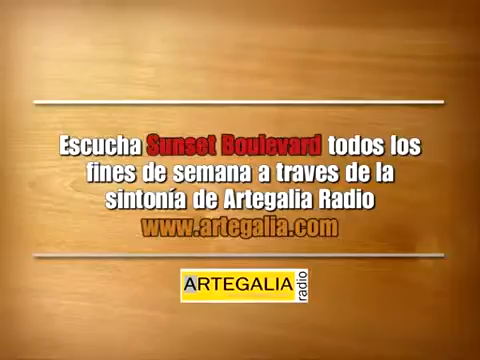 Escucha Sunset Boulevard todos los
fines de semana a traves de la
sintonía de Artegalia Radio
www.artegalia.com
ARTEGALIA radio